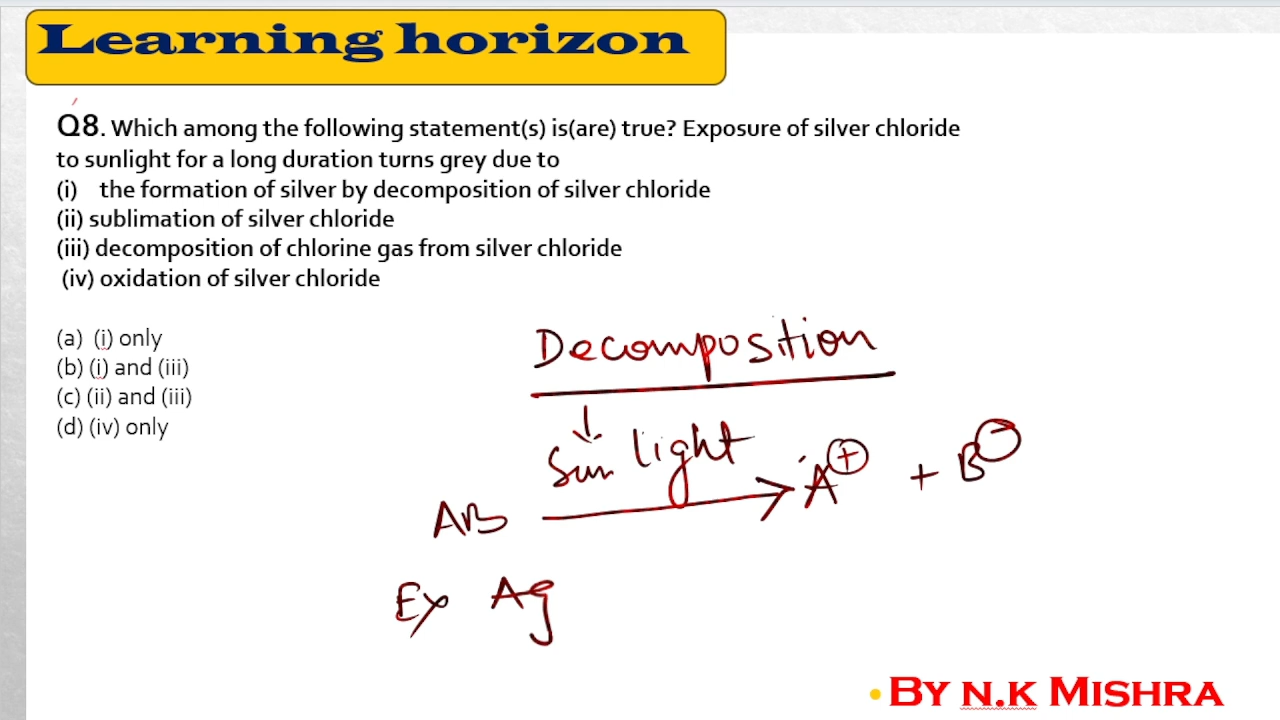 Learning horizon
Q8. Which among the following statement(s) is(are) true? Exposure of silver chloride
to sunlight for a long duration turns grey due to
(i) the formation of silver by decomposition of silver chloride
(ii) sublimation of silver chloride
(iii) decomposition of chlorine gas from silver chloride
(iv) oxidation of silver chloride
(a) (i) only
(b) (i) and (iii)
(c) (ii) and (iii)
(d) (iv) only
Decomposition
↓
Sun light
AB → A⊕ + B⊖
Ex Ag
• BY N.K MISHRA